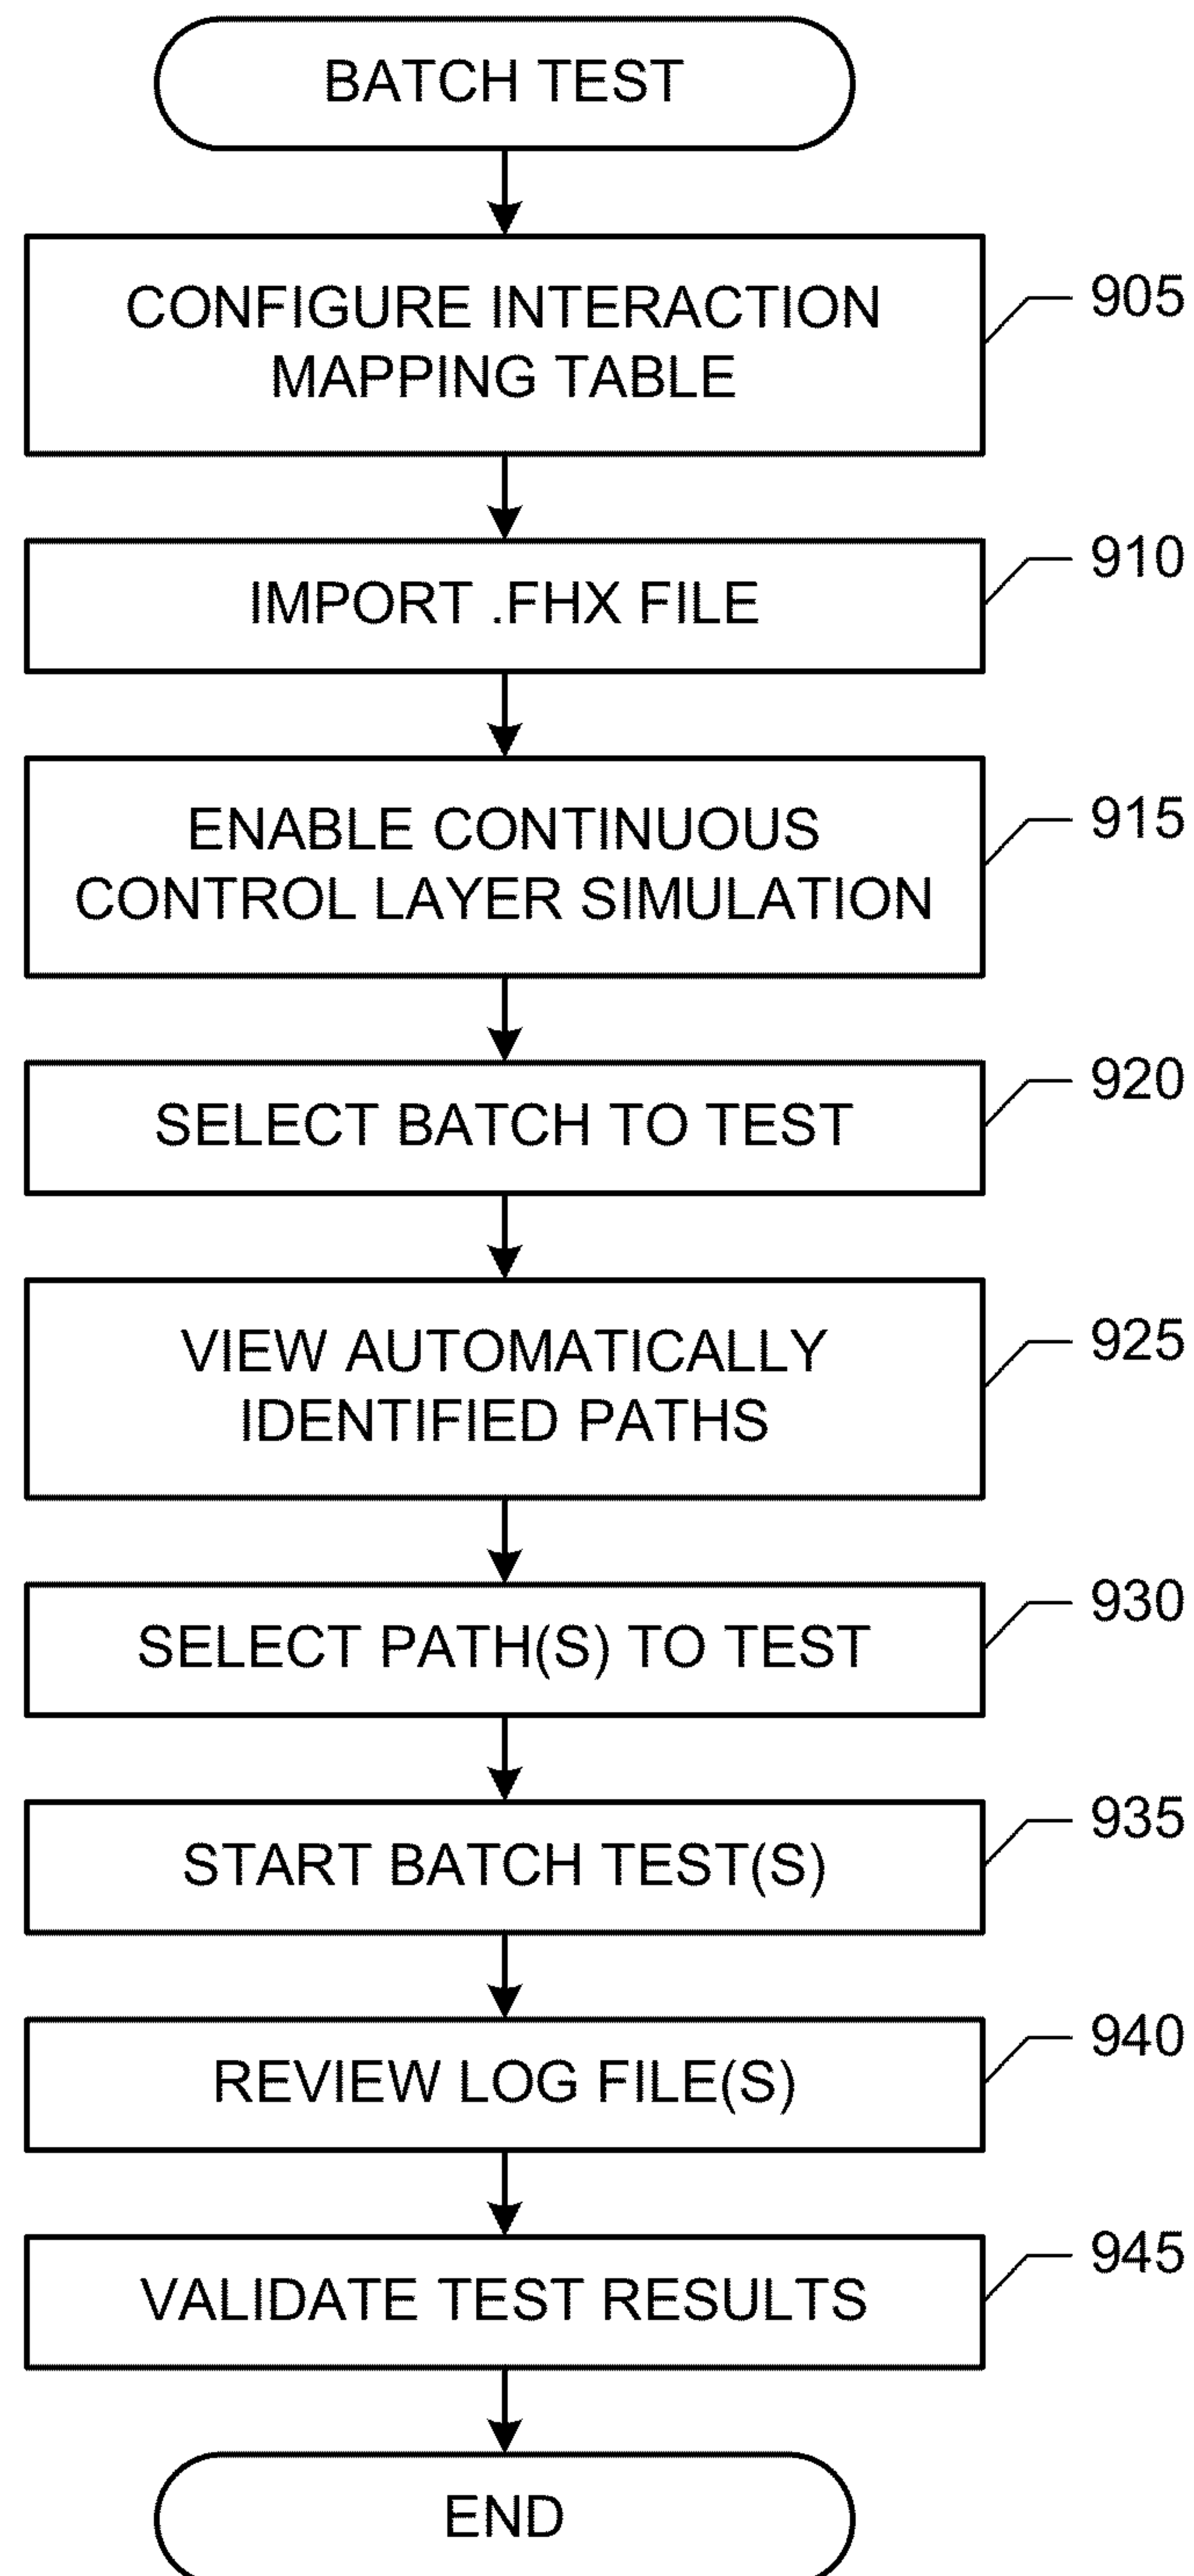 BATCH TEST
CONFIGURE INTERACTION
MAPPING TABLE
905
IMPORT .FHX FILE
910
ENABLE CONTINUOUS
CONTROL LAYER SIMULATION
915
SELECT BATCH TO TEST
920
VIEW AUTOMATICALLY
IDENTIFIED PATHS
925
SELECT PATH(S) TO TEST
930
START BATCH TEST(S)
935
REVIEW LOG FILE(S)
940
VALIDATE TEST RESULTS
945
END